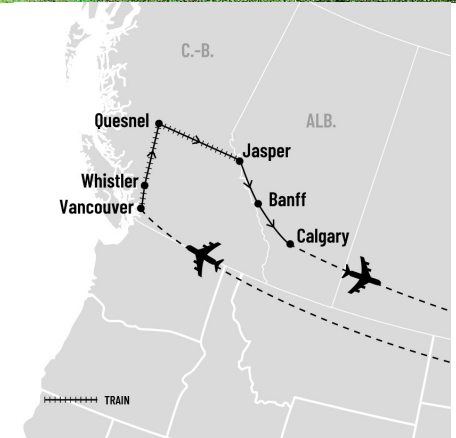 C.-B.
Quesnel
ALB.
Jasper
Whistler
Banff
Vancouver
Calgary
TRAIN